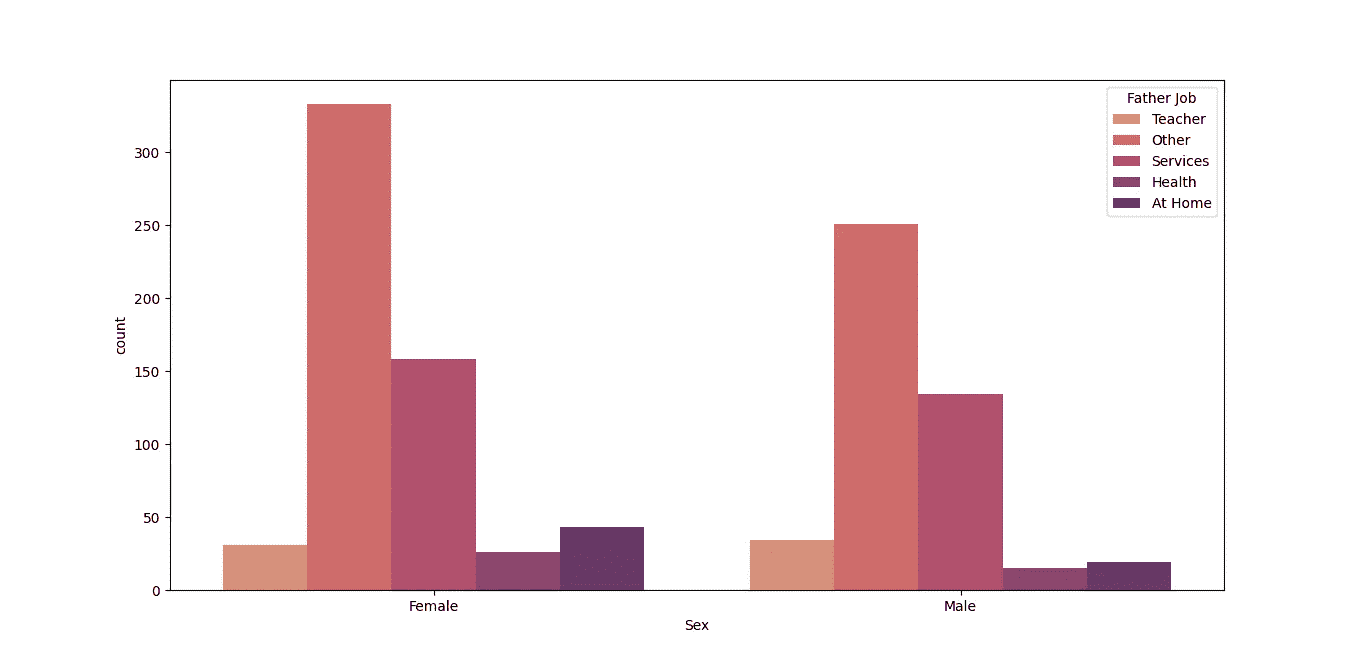 Father Job
Teacher
Other
Services
Health
At Home
300
250
200
150
100
50
0
count
Female
Male
Sex